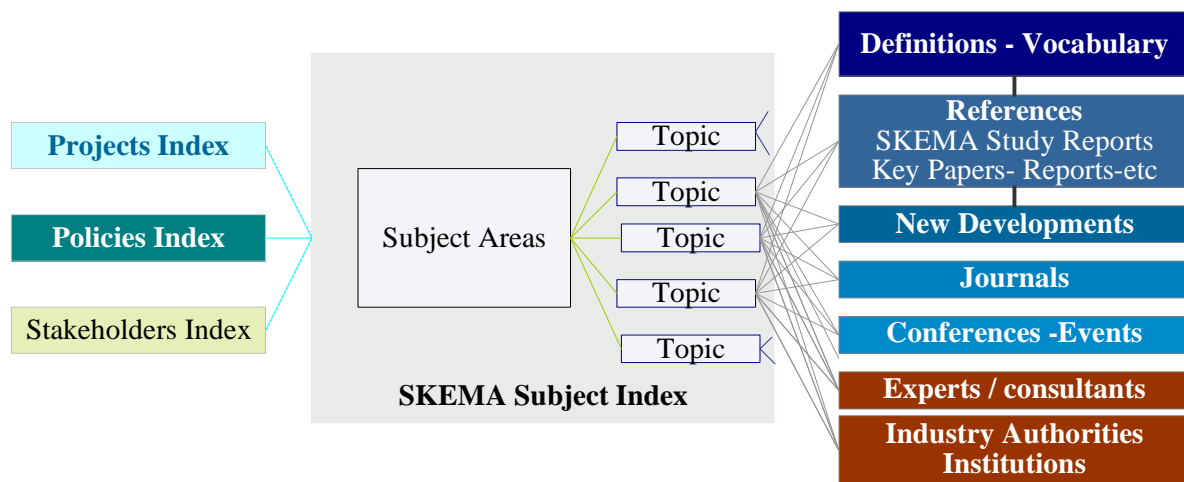 Projects Index
Policies Index
Stakeholders Index
Subject Areas
Topic
Topic
Topic
Topic
Topic
SKEMA Subject Index
Definitions - Vocabulary
References
SKEMA Study Reports
Key Papers- Reports-etc
New Developments
Journals
Conferences -Events
Experts / consultants
Industry Authorities
Institutions